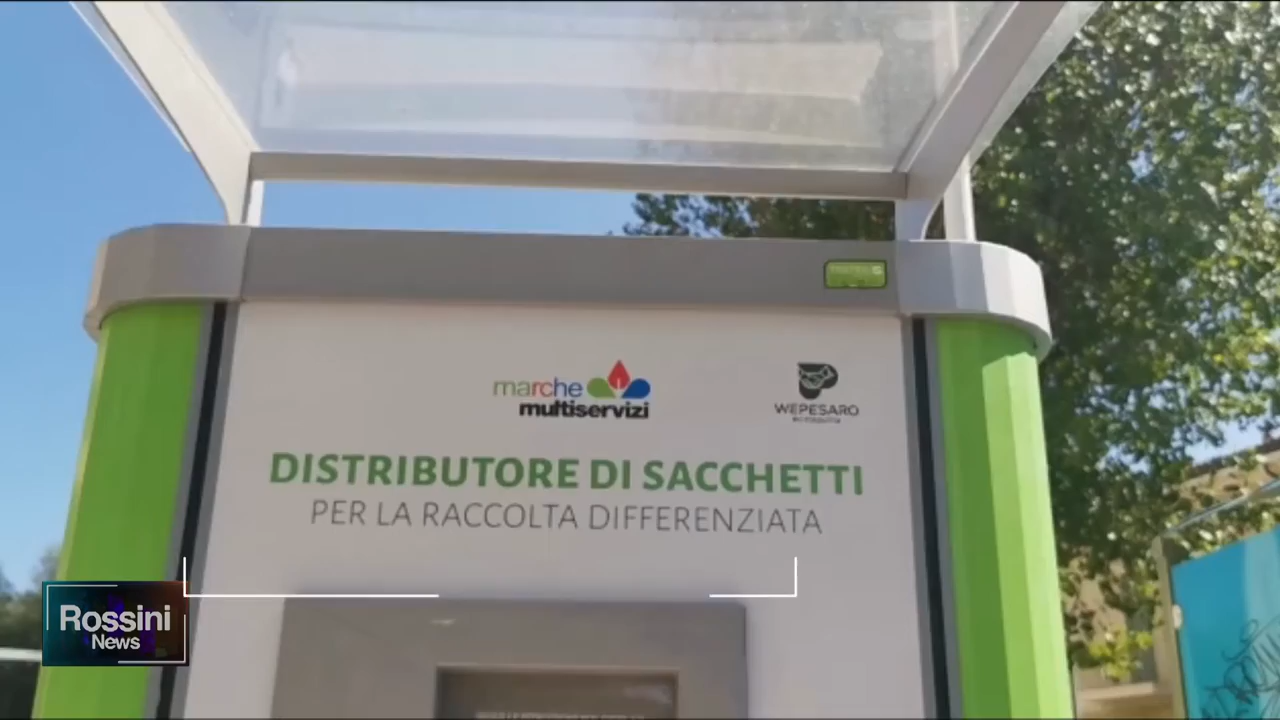 marche
multiservizi
WEPESARO
DISTRIBUTORE DI SACCHETTI
PER LA RACCOLTA DIFFERENZIATA
Rossini
News